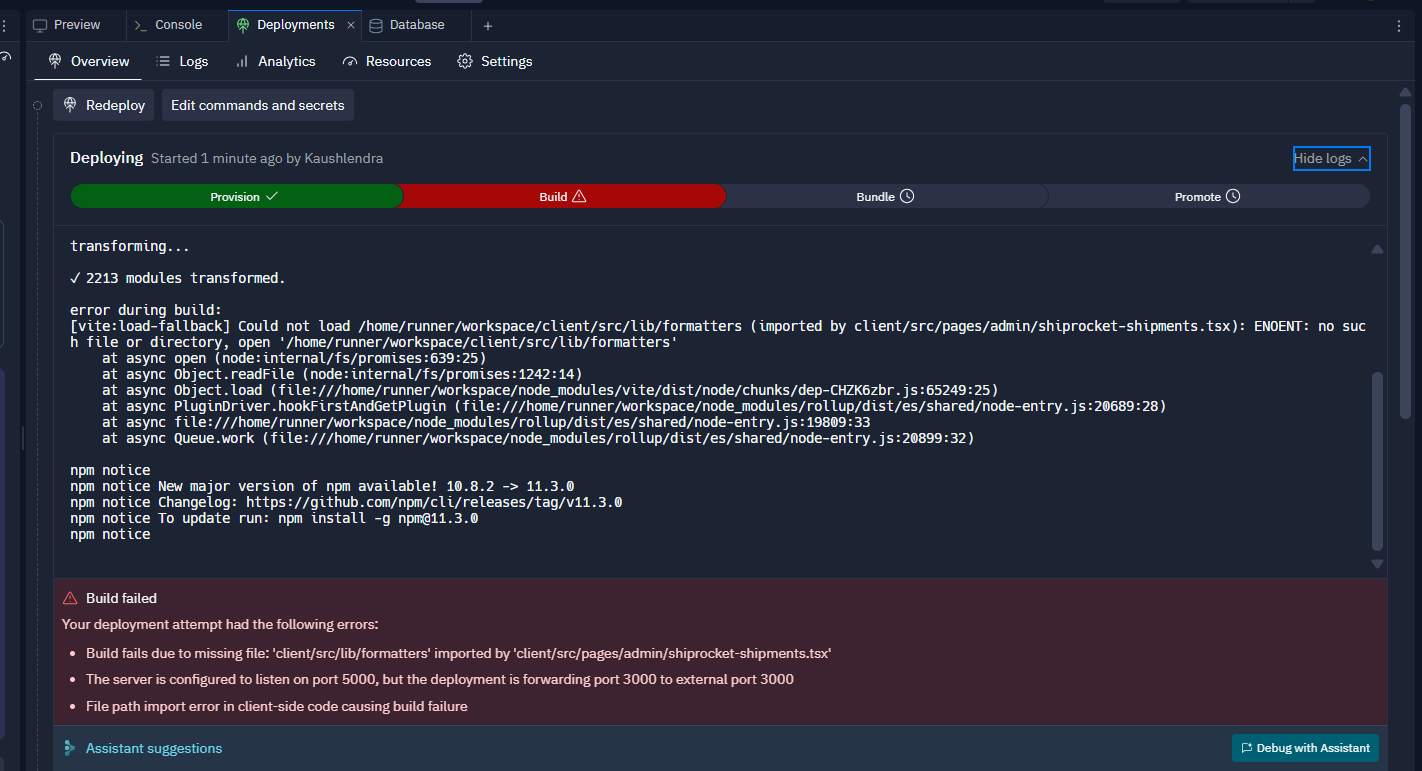 Preview
Console
Deployments
Database
Overview
Logs
Analytics
Resources
Settings
Redeploy
Edit commands and secrets
Deploying Started 1 minute ago by Kaushlendra
Hide logs
Provision
Build
Bundle
Promote
transforming...
✓ 2213 modules transformed.
error during build:
[vite:load-fallback] Could not load /home/runner/workspace/client/src/lib/formatters (imported by client/src/pages/admin/shiprocket-shipments.tsx): ENOENT: no suc
h file or directory, open '/home/runner/workspace/client/src/lib/formatters'
at async open (node:internal/fs/promises:639:25)
at async Object.readFile (node:internal/fs/promises:1242:14)
at async Object.load (file:///home/runner/workspace/node_modules/vite/dist/node/chunks/dep-CHZK6zbr.js:65249:25)
at async PluginDriver.hookFirstAndGetPlugin (file:///home/runner/workspace/node_modules/rollup/dist/es/shared/node-entry.js:20689:28)
at async file:///home/runner/workspace/node_modules/rollup/dist/es/shared/node-entry.js:19809:33
at async Queue.work (file:///home/runner/workspace/node_modules/rollup/dist/es/shared/node-entry.js:20899:32)
npm notice
npm notice New major version of npm available! 10.8.2 -> 11.3.0
npm notice Changelog: https://github.com/npm/cli/releases/tag/v11.3.0
npm notice To update run: npm install -g npm@11.3.0
npm notice
Build failed
Your deployment attempt had the following errors:
• Build fails due to missing file: 'client/src/lib/formatters' imported by 'client/src/pages/admin/shiprocket-shipments.tsx'
• The server is configured to listen on port 5000, but the deployment is forwarding port 3000 to external port 3000
• File path import error in client-side code causing build failure
Assistant suggestions
Debug with Assistant